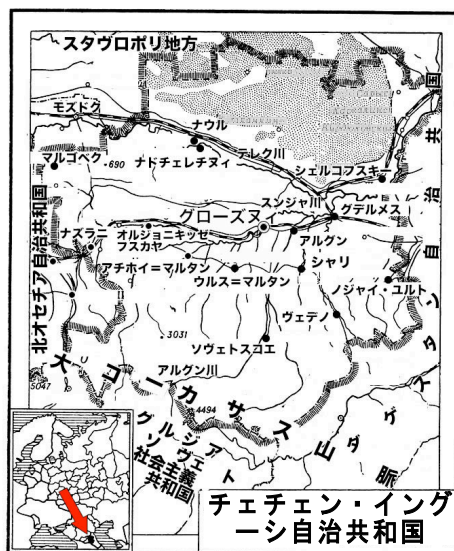 スタヴロポリ地方
モズドク
ナウル
ナドチェレチヌィ
テレク川
マルゴベク
690
シェルコフスキー
スンジャ川
グデルメス
グローズヌィ
ナズラニ
オルジョニキッゼ
フスカヤ
アルグン
アチホイ=マルタン
シャリ
ウルス=マルタン
ノジャイ・ユルト
北オセチア自治共和国
ヴェデノ
3031
ソヴェトスコエ
アルグン川
5047
4494
大コーカサス山脈
グルジア
ソヴィエト
社会主義
共和国
ダゲスタン自治共和国
チェチェン・イング
ーシ自治共和国